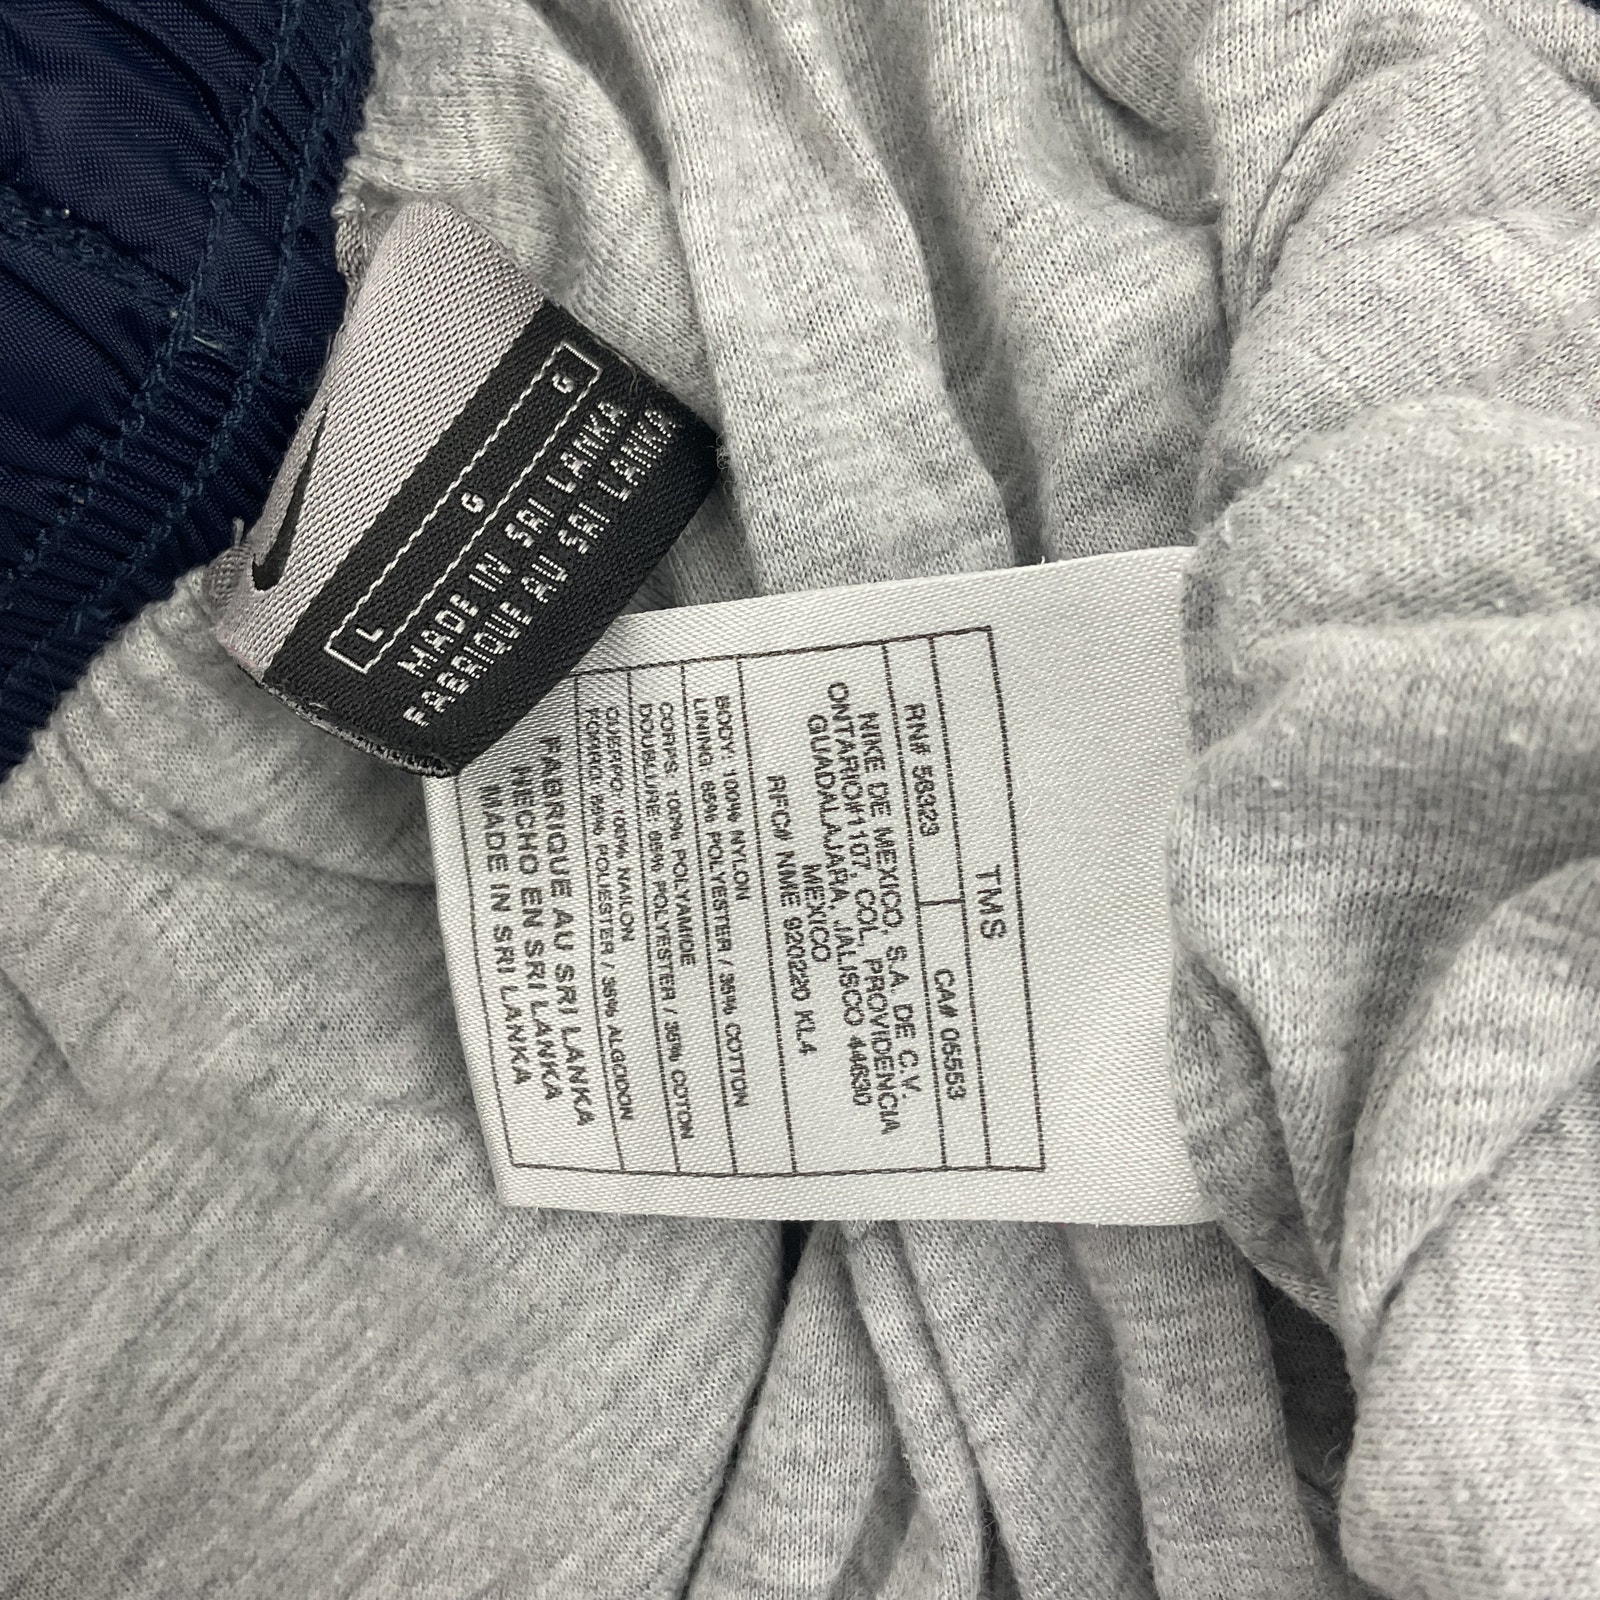 L G G
MADE IN SRI LANKA
FABRIQUE AU SRI LANKA
TMS
RN# 56323 CA# 05553
NIKE DE MEXICO, S.A. DE C.V.
ONTARIO#1107, COL, PROVIDENCIA
GUADALAJARA, JALISCO 44630
MEXICO
RFC# NME 920220 KL4
BODY: 100% NYLON
LINING: 65% POLYESTER / 35% COTTON
CORPS: 100% POLYAMIDE
DOUBLURE: 65% POLYESTER / 35% COTON
CUERPO: 100% NAILON
FORRO: 65% POLIESTER / 35% ALGODON
FABRIQUE AU SRI LANKA
HECHO EN SRI LANKA
MADE IN SRI LANKA